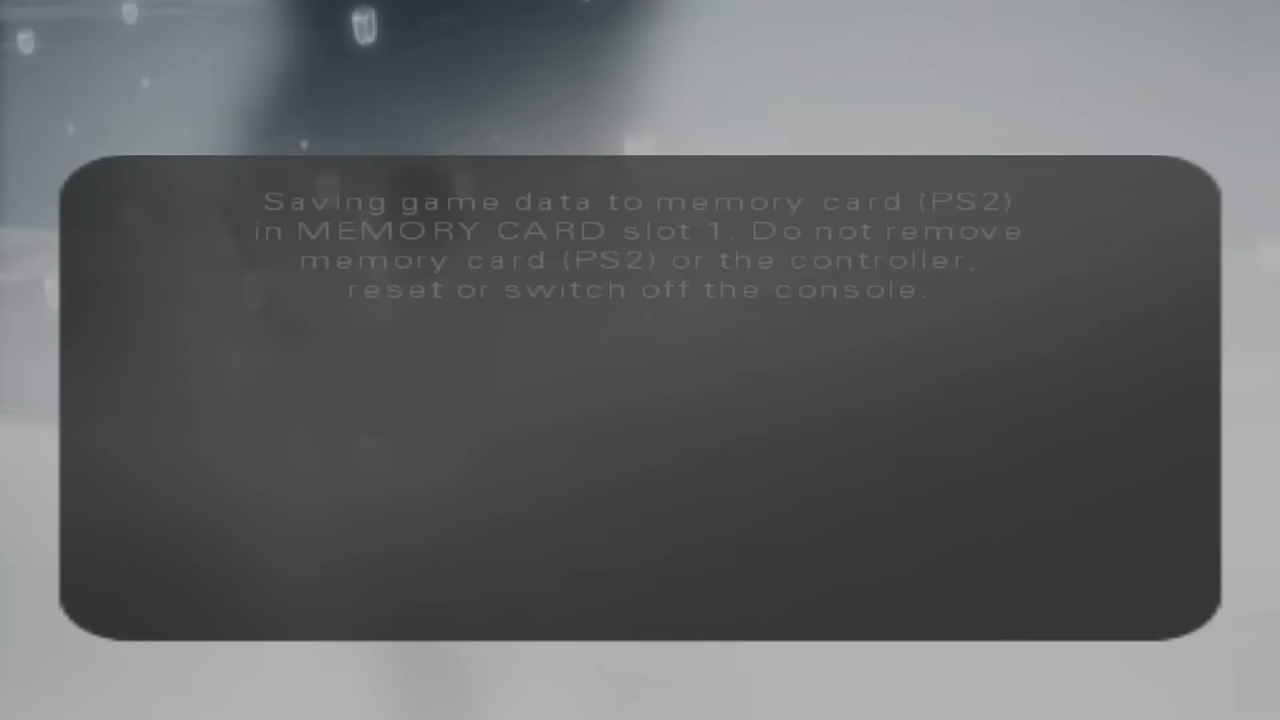 Saving game data to memory card (PS2)
in MEMORY CARD slot 1. Do not remove
memory card (PS2) or the controller,
reset or switch off the console.